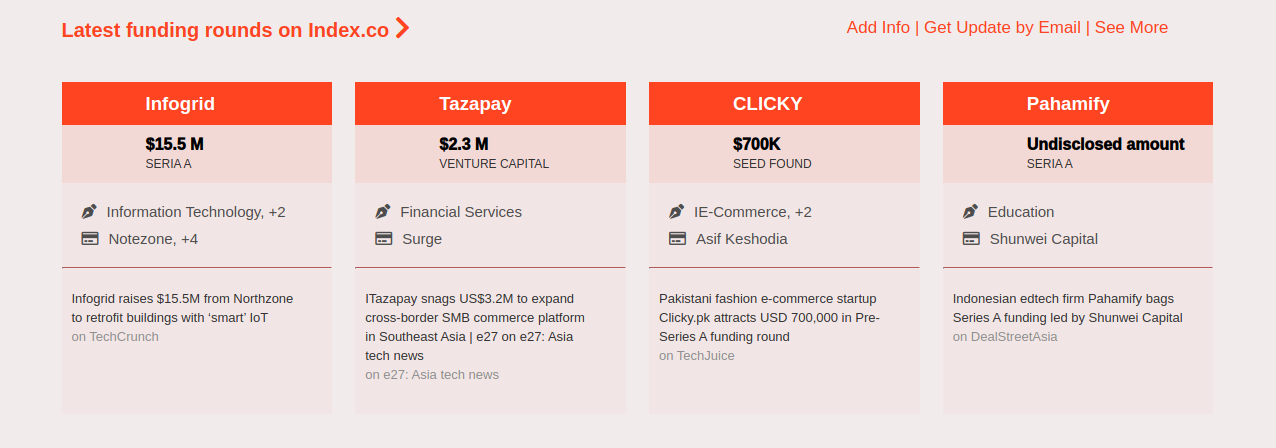 Latest funding rounds on Index.co
Add Info | Get Update by Email | See More
Infogrid
$15.5 M
SERIA A
Information Technology, +2
Notezone, +4
Infogrid raises $15.5M from Northzone
to retrofit buildings with ‘smart’ IoT
on TechCrunch
Tazapay
$2.3 M
VENTURE CAPITAL
Financial Services
Surge
ITazapay snags US$3.2M to expand
cross-border SMB commerce platform
in Southeast Asia | e27 on e27: Asia
tech news
on e27: Asia tech news
CLICKY
$700K
SEED FOUND
IE-Commerce, +2
Asif Keshodia
Pakistani fashion e-commerce startup
Clicky.pk attracts USD 700,000 in Pre-
Series A funding round
on TechJuice
Pahamify
Undisclosed amount
SERIA A
Education
Shunwei Capital
Indonesian edtech firm Pahamify bags
Series A funding led by Shunwei Capital
on DealStreetAsia